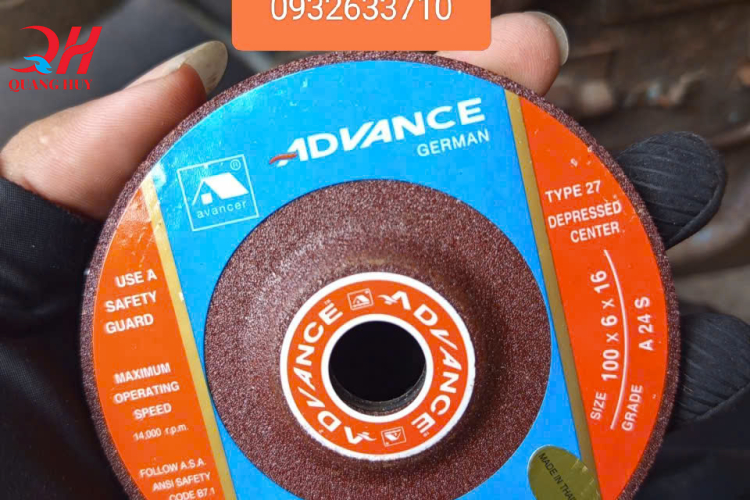 0932633710
QH
QUANG HUY
ADVANCE
GERMAN
avancer
®
TYPE 27
DEPRESSED
CENTER
SIZE 100 x 6 x 16
GRADE A 24 S
USE A
SAFETY
GUARD
MAXIMUM
OPERATING
SPEED
14,000 r.p.m.
FOLLOW A.S.A.
ANSI SAFETY
CODE B7.1
ADVANCE
ADVANCE
MADE IN